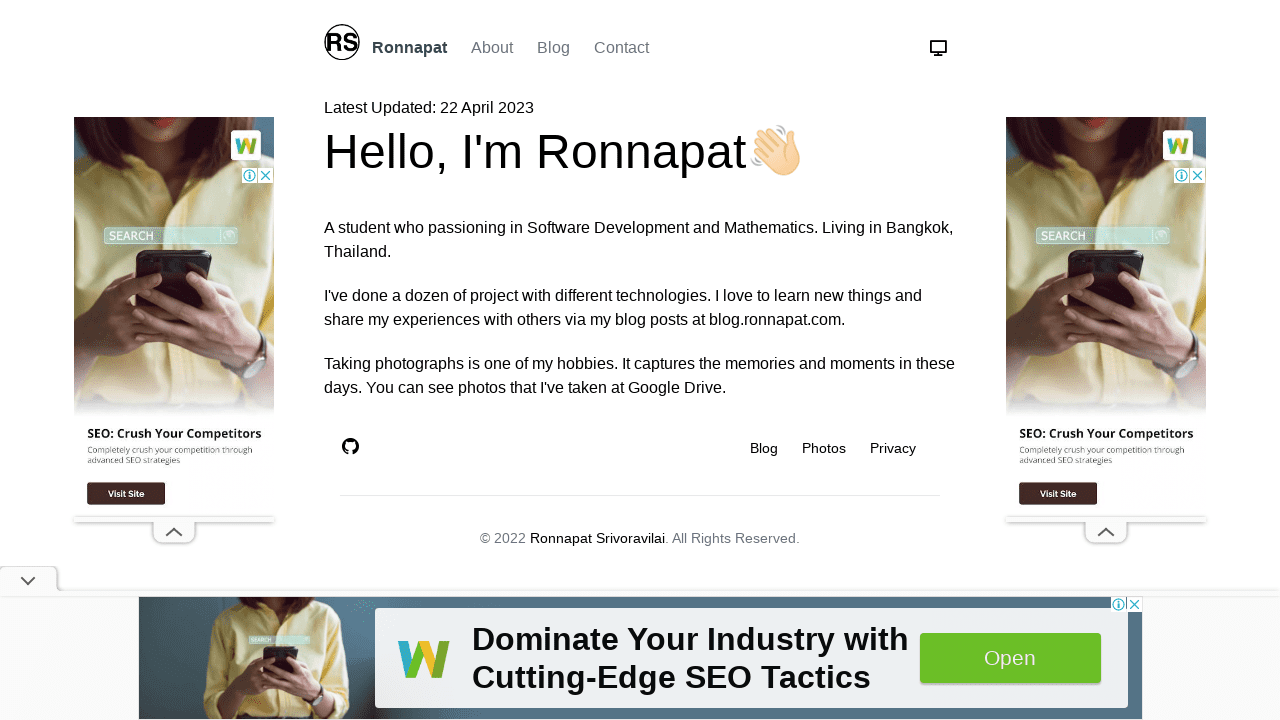 RS Ronnapat About Blog Contact
Latest Updated: 22 April 2023
Hello, I'm Ronnapat
A student who passioning in Software Development and Mathematics. Living in Bangkok,
Thailand.
I've done a dozen of project with different technologies. I love to learn new things and
share my experiences with others via my blog posts at blog.ronnapat.com.
Taking photographs is one of my hobbies. It captures the memories and moments in these
days. You can see photos that I've taken at Google Drive.
Blog Photos Privacy
© 2022 Ronnapat Srivoravilai. All Rights Reserved.
W
SEARCH
SEO: Crush Your Competitors
Completely crush your competition through
advanced SEO strategies
Visit Site
W
SEARCH
SEO: Crush Your Competitors
Completely crush your competition through
advanced SEO strategies
Visit Site
SEARCH
W
Dominate Your Industry with
Cutting-Edge SEO Tactics
Open